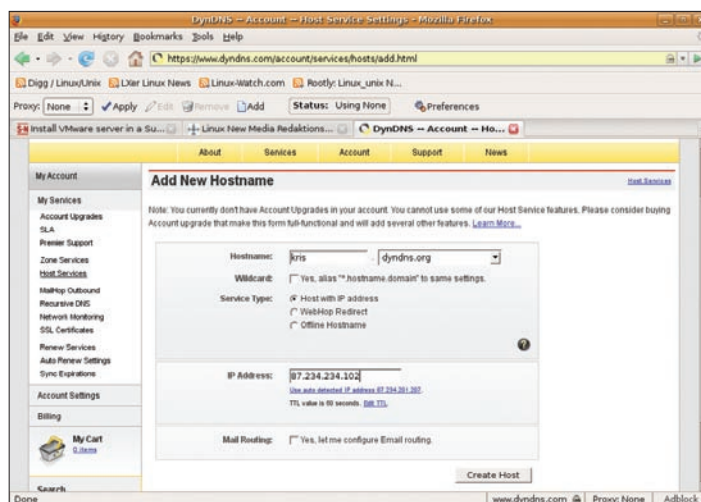 DynDNS -- Account -- Host Service Settings - Mozilla Firefox
File Edit View History Bookmarks Tools Help
https://www.dyndns.com/account/services/hosts/add.html
Digg / Linux/Unix LXer Linux News Linux-Watch.com Rootly: Linux_unix N...
Proxy: None Apply Edit Remove Add Status: Using None Preferences
Install VMware server in a Su... Linux New Media Redaktions... DynDNS -- Account -- Ho...
About Services Account Support News
My Account
Add New Hostname
Host Services
My Services
Account Upgrades
SLA
Premier Support
Zone Services
Host Services
MailHop Outbound
Recursive DNS
Network Monitoring
SSL Certificates
Renew Services
Auto Renew Settings
Sync Expirations
Account Settings
Billing
My Cart
0 items
Search
Note: You currently don't have Account Upgrades in your account. You cannot use some of our Host Service features. Please consider buying
Account upgrade that make this form full-functional and will add several other features. Learn More...
Hostname: kris . dyndns.org
Wildcard: Yes, alias "*.hostname.domain" to same settings.
Service Type: Host with IP address
WebHop Redirect
Offline Hostname
?
IP Address: 87.234.234.102
Use auto detected IP address 87.234.201.207.
TTL value is 60 seconds. Edit TTL.
Mail Routing: Yes, let me configure Email routing.
Create Host
Done www.dyndns.com Proxy: None Adblock